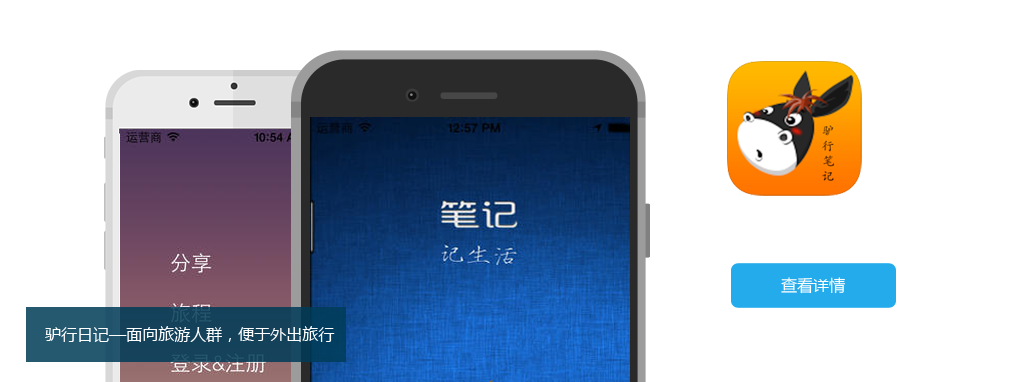 运营商
10:54 A
分享
旅程
登录&注册
驴行日记—面向旅游人群，便于外出旅行
运营商
12:57 PM
笔记
记生活
驴行笔记
查看详情